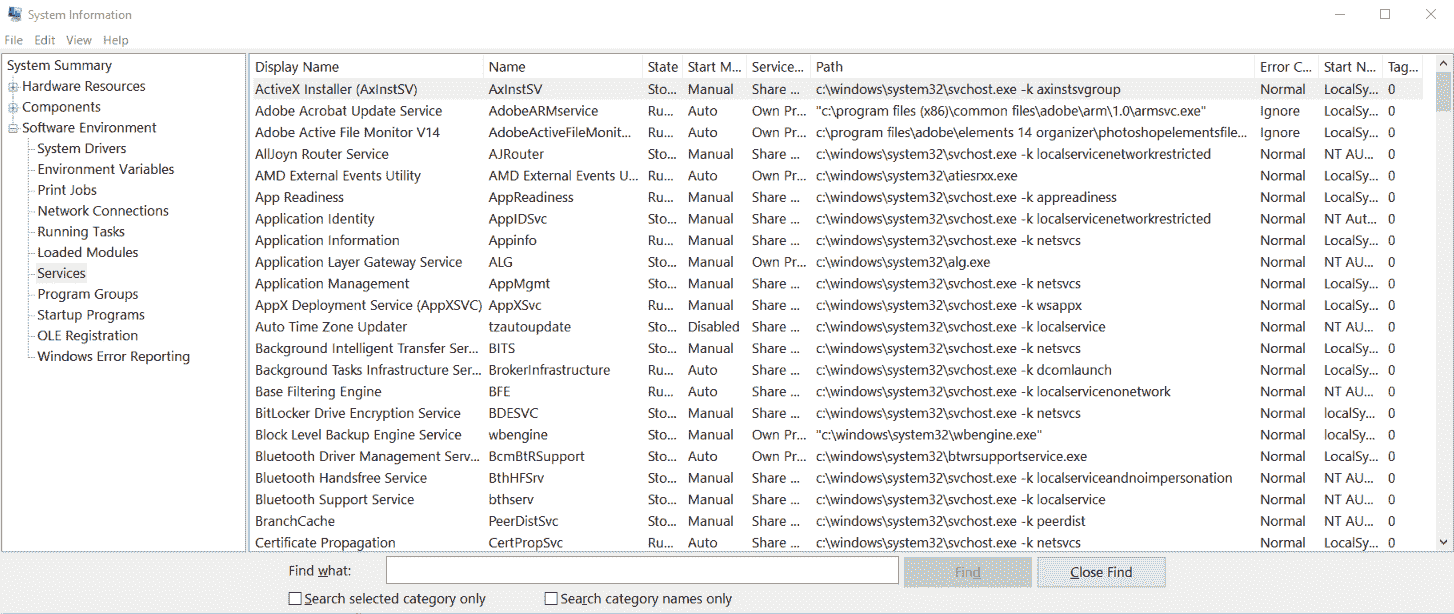 System Information
File Edit View Help
System Summary
Hardware Resources
Components
Software Environment
System Drivers
Environment Variables
Print Jobs
Network Connections
Running Tasks
Loaded Modules
Services
Program Groups
Startup Programs
OLE Registration
Windows Error Reporting
Display Name Name State Start M... Service... Path Error C... Start N... Tag...
ActiveX Installer (AxInstSV) AxInstSV Sto... Manual Share ... c:\windows\system32\svchost.exe -k axinstsvgroup Normal LocalSy... 0
Adobe Acrobat Update Service AdobeARMservice Ru... Auto Own Pr... "c:\program files (x86)\common files\adobe\arm\1.0\armsvc.exe" Ignore LocalSy... 0
Adobe Active File Monitor V14 AdobeActiveFileMonit... Ru... Auto Own Pr... c:\program files\adobe\elements 14 organizer\photoshopelementsfile... Ignore LocalSy... 0
AllJoyn Router Service AJRouter Sto... Manual Share ... c:\windows\system32\svchost.exe -k localservicenetworkrestricted Normal NT AU... 0
AMD External Events Utility AMD External Events U... Ru... Auto Own Pr... c:\windows\system32\atiesrxx.exe Normal LocalSy... 0
App Readiness AppReadiness Ru... Manual Share ... c:\windows\system32\svchost.exe -k appreadiness Normal LocalSy... 0
Application Identity AppIDSvc Sto... Manual Share ... c:\windows\system32\svchost.exe -k localservicenetworkrestricted Normal NT Aut... 0
Application Information Appinfo Ru... Manual Share ... c:\windows\system32\svchost.exe -k netsvcs Normal LocalSy... 0
Application Layer Gateway Service ALG Sto... Manual Own Pr... c:\windows\system32\alg.exe Normal NT AU... 0
Application Management AppMgmt Sto... Manual Share ... c:\windows\system32\svchost.exe -k netsvcs Normal LocalSy... 0
AppX Deployment Service (AppXSVC) AppXSvc Ru... Manual Share ... c:\windows\system32\svchost.exe -k wsappx Normal LocalSy... 0
Auto Time Zone Updater tzautoupdate Sto... Disabled Share ... c:\windows\system32\svchost.exe -k localservice Normal NT AU... 0
Background Intelligent Transfer Ser... BITS Sto... Manual Share ... c:\windows\system32\svchost.exe -k netsvcs Normal LocalSy... 0
Background Tasks Infrastructure Ser... BrokerInfrastructure Ru... Auto Share ... c:\windows\system32\svchost.exe -k dcomlaunch Normal LocalSy... 0
Base Filtering Engine BFE Ru... Auto Share ... c:\windows\system32\svchost.exe -k localservicenonetwork Normal NT AU... 0
BitLocker Drive Encryption Service BDESVC Sto... Manual Share ... c:\windows\system32\svchost.exe -k netsvcs Normal localSy... 0
Block Level Backup Engine Service wbengine Sto... Manual Own Pr... "c:\windows\system32\wbengine.exe" Normal localSy... 0
Bluetooth Driver Management Serv... BcmBtRSupport Sto... Auto Own Pr... c:\windows\system32\btwrsupportservice.exe Normal LocalSy... 0
Bluetooth Handsfree Service BthHFSrv Sto... Manual Share ... c:\windows\system32\svchost.exe -k localserviceandnoimpersonation Normal NT AU... 0
Bluetooth Support Service bthserv Sto... Manual Share ... c:\windows\system32\svchost.exe -k localservice Normal NT AU... 0
BranchCache PeerDistSvc Sto... Manual Share ... c:\windows\system32\svchost.exe -k peerdist Normal NT AU... 0
Certificate Propagation CertPropSvc Ru... Manual Share ... c:\windows\system32\svchost.exe -k netsvcs Normal LocalSy... 0
Find what: Find Close Find
Search selected category only Search category names only